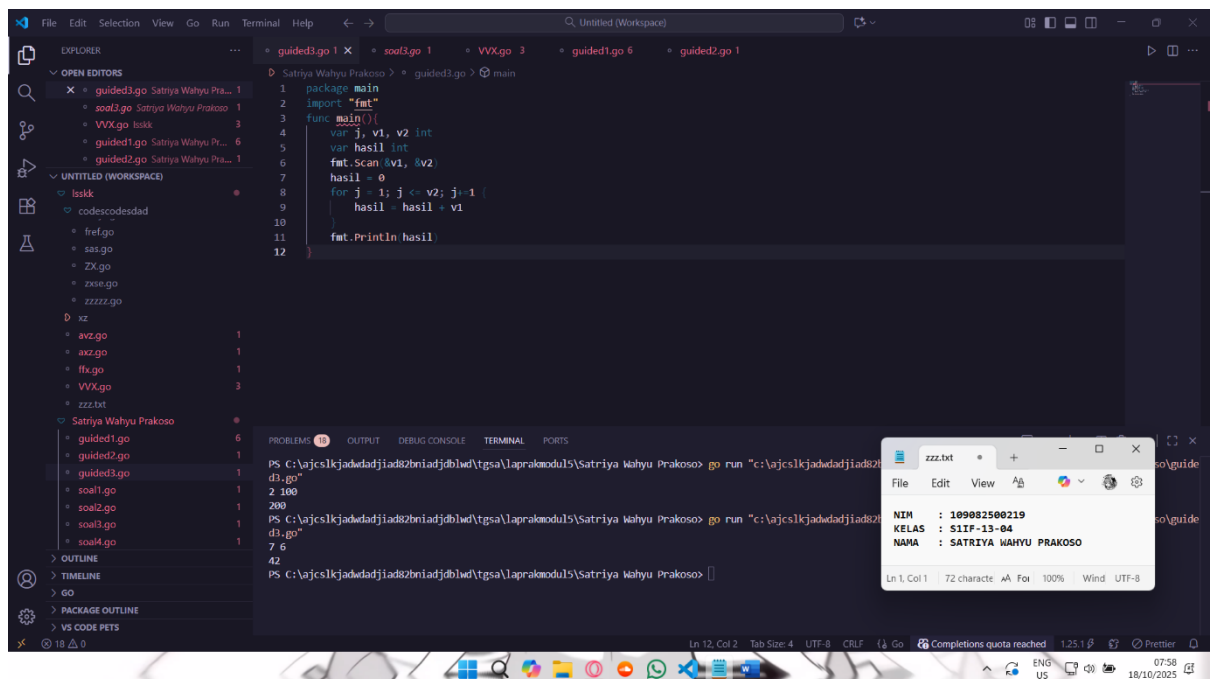 File Edit Selection View Go Run Terminal Help
Untitled (Workspace)
EXPLORER
OPEN EDITORS
guided3.go Satriya Wahyu Pra... 1
soal3.go Satriya Wahyu Prakoso 1
VVX.go lsskk 3
guided1.go Satriya Wahyu Pr... 6
guided2.go Satriya Wahyu Pra... 1
UNTITLED (WORKSPACE)
lsskk
codescodesdad
fref.go
sas.go
ZX.go
zxse.go
zzzzz.go
xz
avz.go 1
axz.go 1
ffx.go 1
VVX.go 3
zzz.txt
Satriya Wahyu Prakoso
guided1.go 6
guided2.go 1
guided3.go 1
soal1.go 1
soal2.go 1
soal3.go 1
soal4.go 1
OUTLINE
TIMELINE
GO
PACKAGE OUTLINE
VS CODE PETS
guided3.go 1 soal3.go 1 VVX.go 3 guided1.go 6 guided2.go 1
Satriya Wahyu Prakoso > guided3.go > main
1 package main
2 import "fmt"
3 func main(){
4 var j, v1, v2 int
5 var hasil int
6 fmt.Scan(&v1, &v2)
7 hasil = 0
8 for j = 1; j <= v2; j+=1 {
9 hasil = hasil + v1
10 }
11 fmt.Println(hasil)
12 }
PROBLEMS 18 OUTPUT DEBUG CONSOLE TERMINAL PORTS
PS C:\ajcslkjadwdadjiad82bniadjdblwd\tgsa\laprakmodul5\Satriya Wahyu Prakoso> go run "c:\ajcslkjadwdadjiad82 so\guide
d3.go"
2 100
200
PS C:\ajcslkjadwdadjiad82bniadjdblwd\tgsa\laprakmodul5\Satriya Wahyu Prakoso> go run "c:\ajcslkjadwdadjiad82 so\guide
d3.go"
7 6
42
PS C:\ajcslkjadwdadjiad82bniadjdblwd\tgsa\laprakmodul5\Satriya Wahyu Prakoso>
zzz.txt
File Edit View
NIM : 109082500219
KELAS : S1IF-13-04
NAMA : SATRIYA WAHYU PRAKOSO
Ln 1, Col 1 72 characte 100% Wind UTF-8
18 0 Ln 12, Col 2 Tab Size: 4 UTF-8 CRLF Go Completions quota reached 1.25.1 Prettier
ENG
US
07:58
18/10/2025